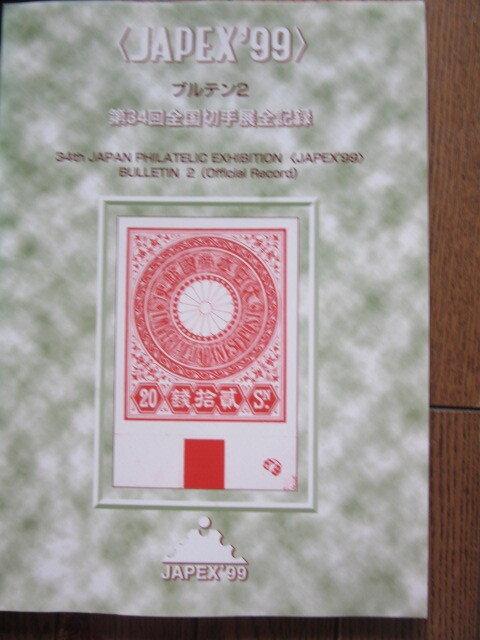 〈JAPEX'99〉
ブルテン2
第34回全国切手展全記録
34th JAPAN PHILATELIC EXHIBITION 〈JAPEX'99〉
BULLETIN 2 (Official Record)
20 錢拾貳 Sn
JAPEX'99